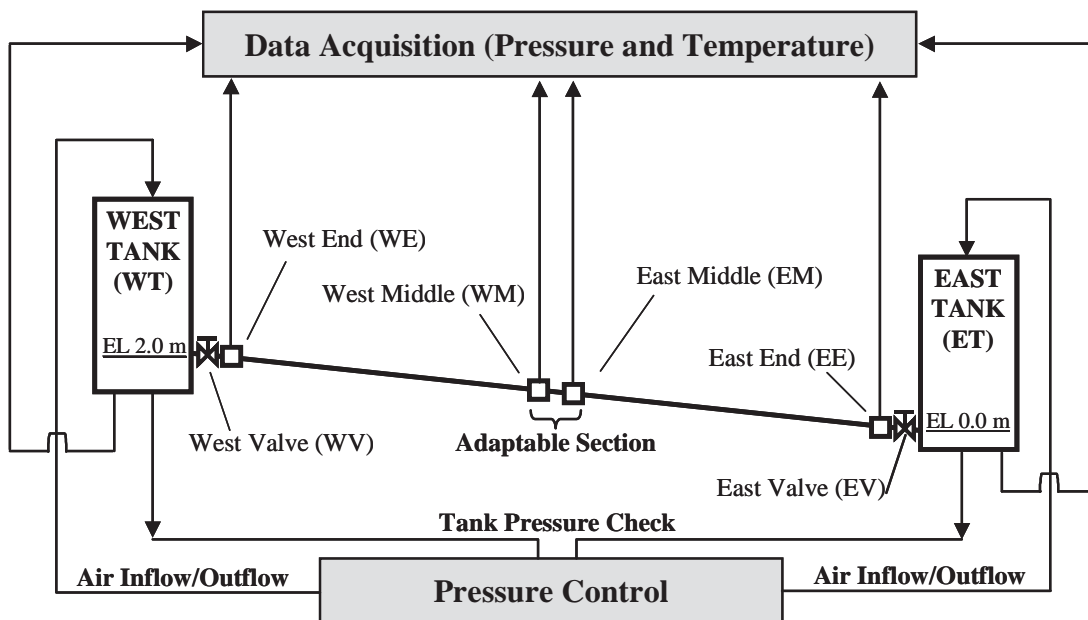 Data Acquisition (Pressure and Temperature)
WEST
TANK
(WT)
EL 2.0 m
West End (WE)
West Middle (WM)
East Middle (EM)
East End (EE)
EAST
TANK
(ET)
EL 0.0 m
West Valve (WV)
Adaptable Section
East Valve (EV)
Tank Pressure Check
Air Inflow/Outflow
Pressure Control
Air Inflow/Outflow